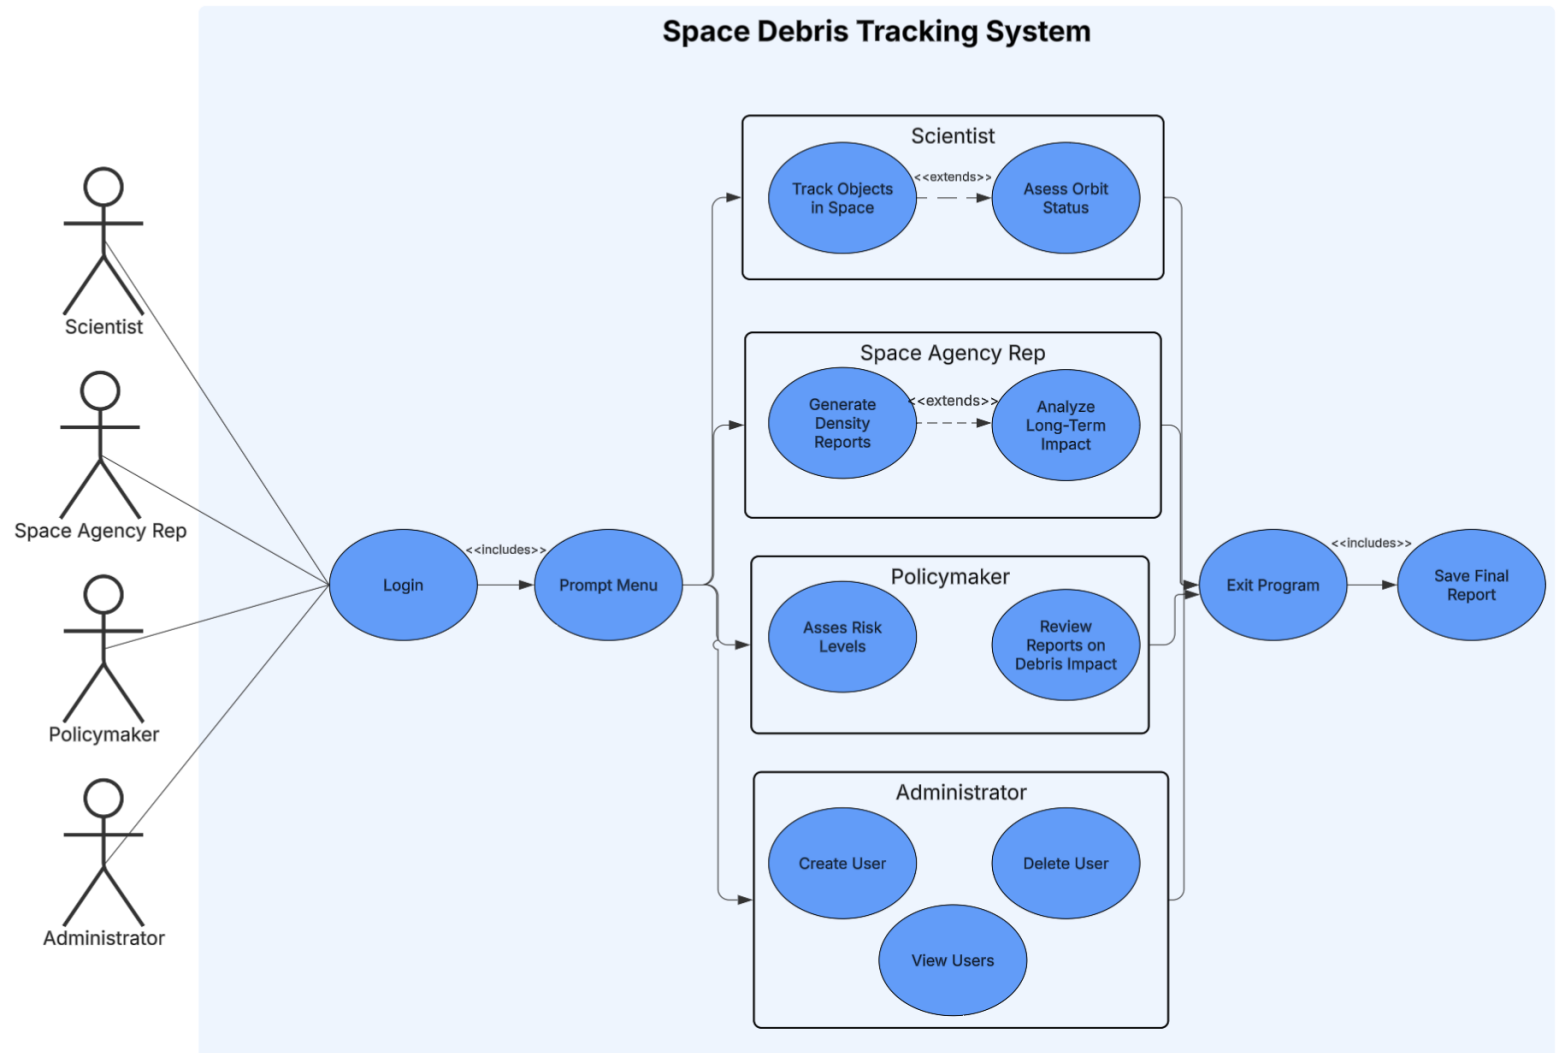 Space Debris Tracking System
Scientist
Space Agency Rep
Policymaker
Administrator
Login
<<includes>>
Prompt Menu
Scientist
Track Objects
in Space
<<extends>>
Asess Orbit
Status
Space Agency Rep
Generate
Density
Reports
<<extends>>
Analyze
Long-Term
Impact
Policymaker
Asses Risk
Levels
Review
Reports on
Debris Impact
Administrator
Create User
Delete User
View Users
Exit Program
<<includes>>
Save Final
Report